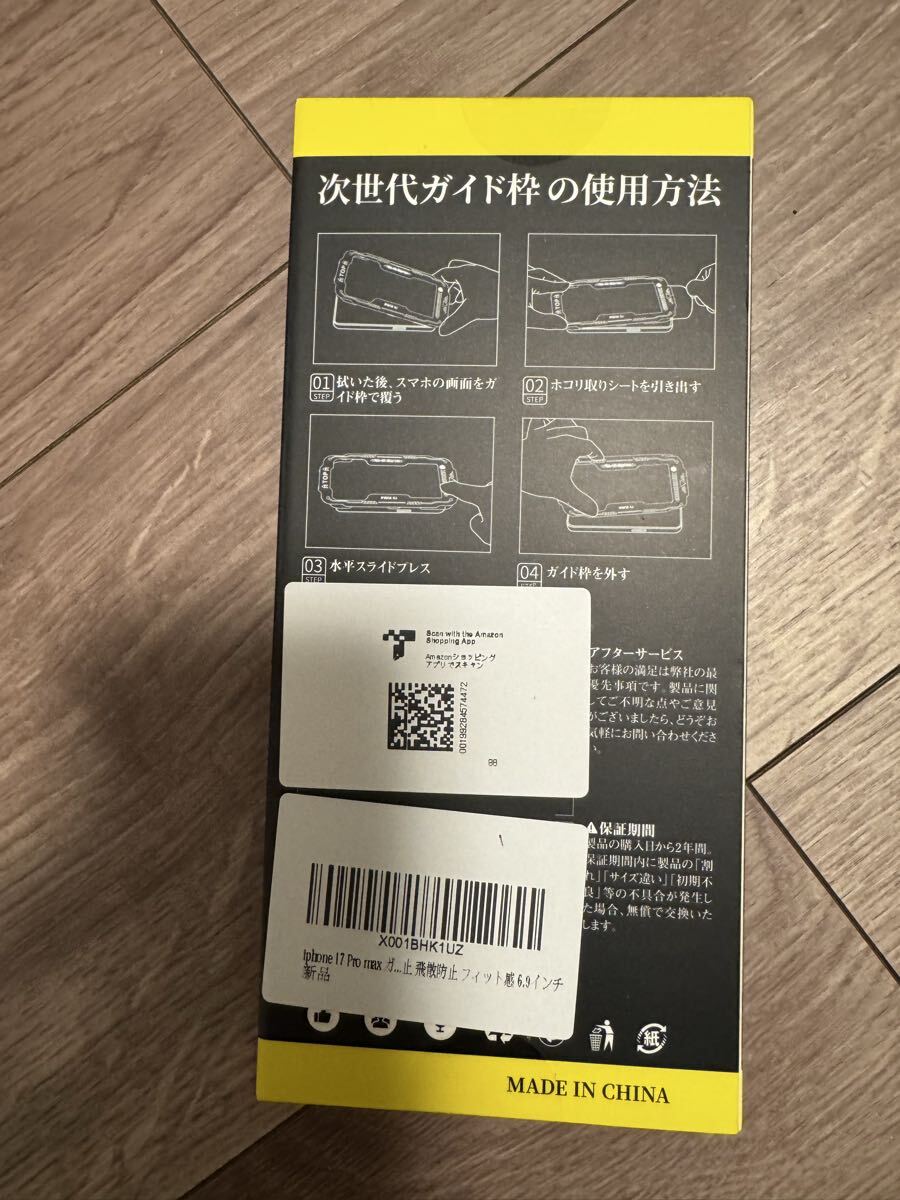 次世代ガイド枠の使用方法
TOP
TOP
01
STEP
拭いた後、スマホの画面をガ
イド枠で覆う
02
STEP
ホコリ取りシートを引き出す
TOP
03
STEP
水平スライドプレス
04
ガイド枠を外す
Scan with the Amazon
Shopping App
Amazonショッピング
アプリでスキャン
00199284574472
88
アフターサービス
お客様の満足は弊社の最
優先事項です。製品に関
してご不明な点やご意見
がございましたら、どうぞお
気軽にお問い合わせくださ
い。
保証期間
製品の購入日から2年間。
保証期間内に製品の「割
れ」「サイズ違い」「初期不
良」等の不具合が発生し
た場合、無償で交換いた
します。
X001BHK1UZ
iphone 17 Pro max ガ...止 飛散防止 フィット感 6.9インチ
新品
紙
MADE IN CHINA